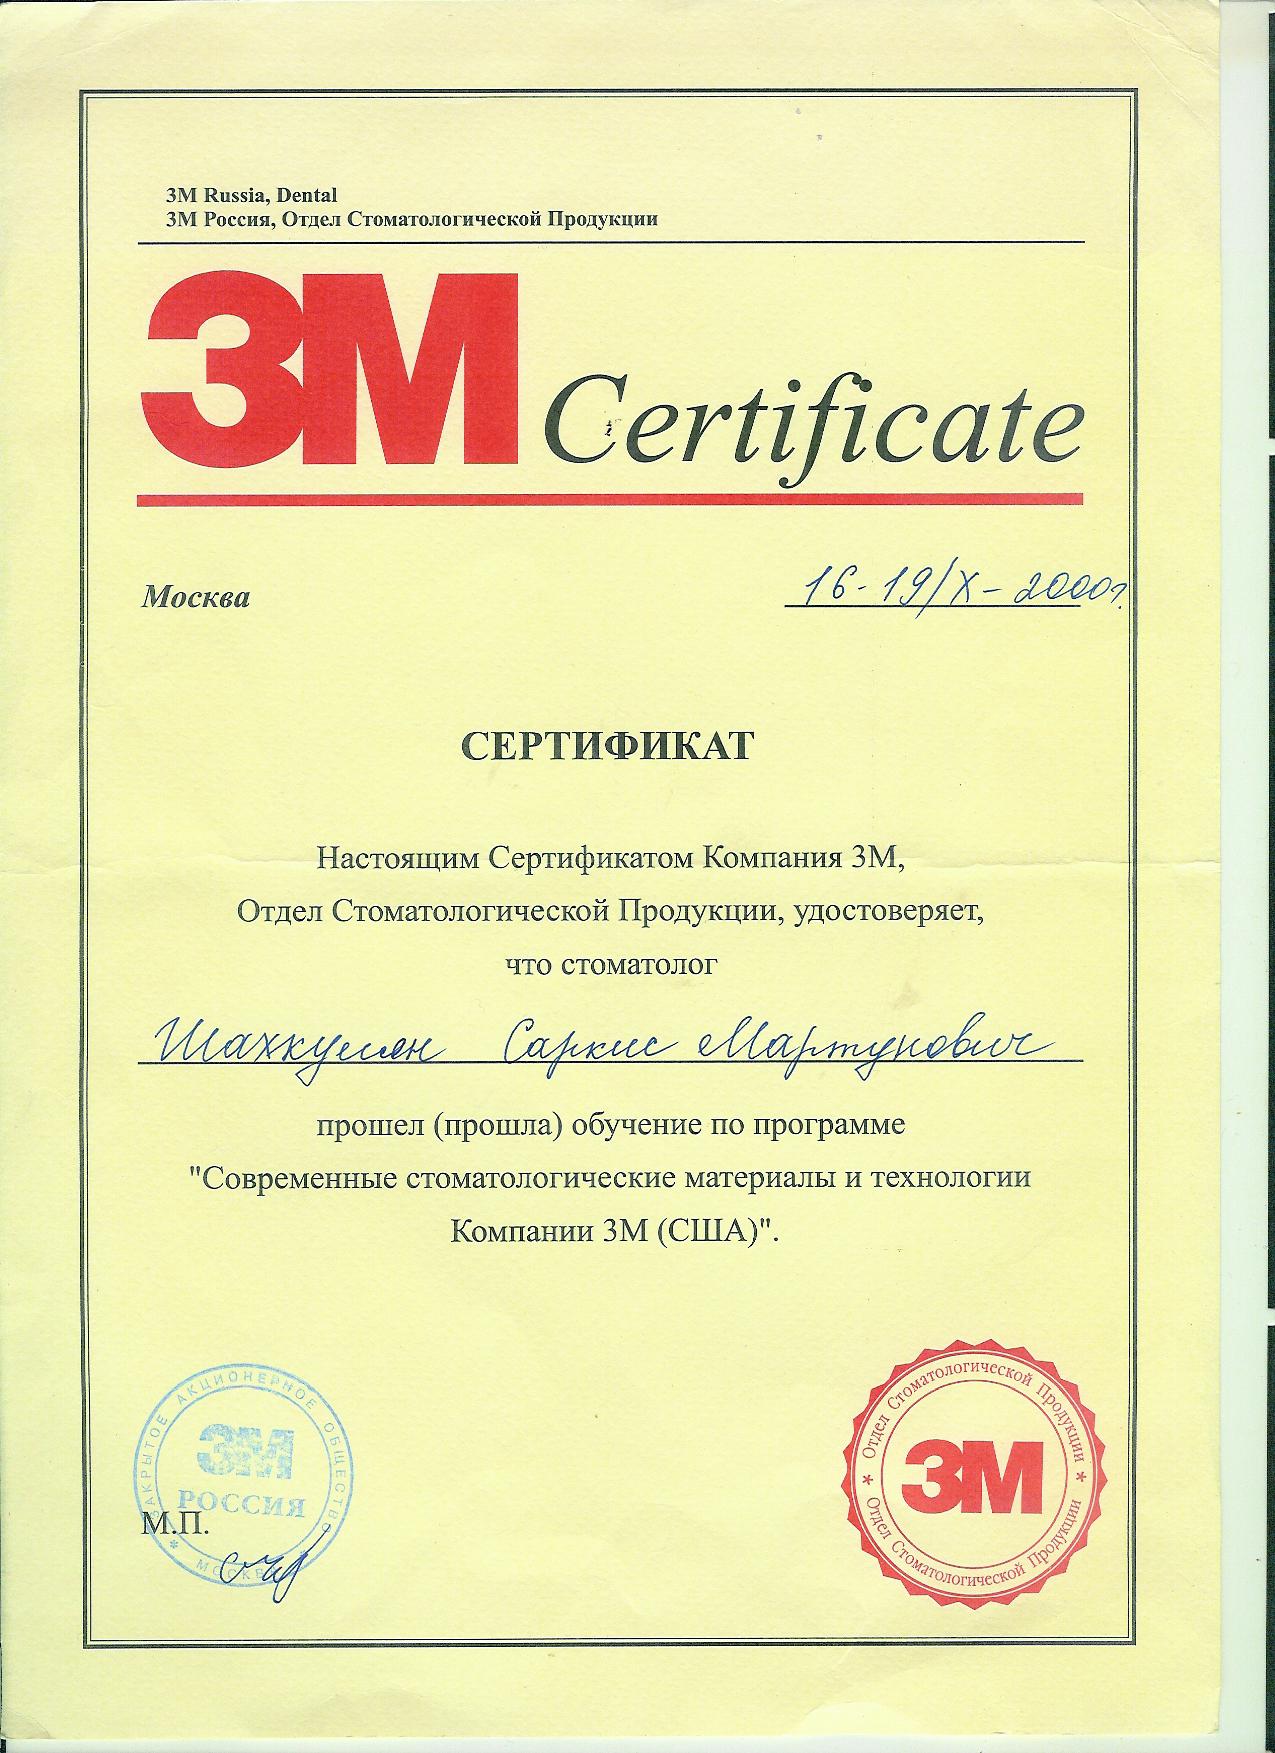 3M Russia, Dental
3М Россия, Отдел Стоматологической Продукции
3M Certificate
Москва
16-19/X-2000г.
СЕРТИФИКАТ
Настоящим Сертификатом Компания 3М,
Отдел Стоматологической Продукции, удостоверяет,
что стоматолог
Шахкулян Саркис Мартунович
прошел (прошла) обучение по программе
"Современные стоматологические материалы и технологии
Компании 3М (США)".
ЗАКРЫТОЕ АКЦИОНЕРНОЕ ОБЩЕСТВО
3M
РОССИЯ
* МОСКВА *
М.П.
Отдел Стоматологической Продукции
3M
* Отдел Стоматологической Продукции *